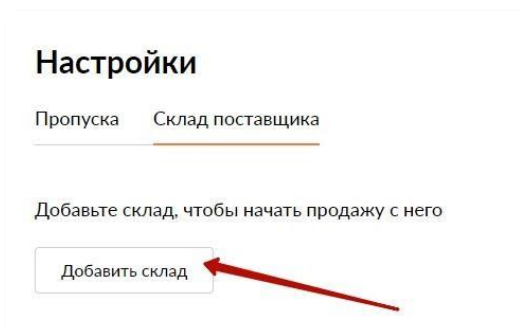 Настройки
Пропуска Склад поставщика
Добавьте склад, чтобы начать продажу с него
Добавить склад